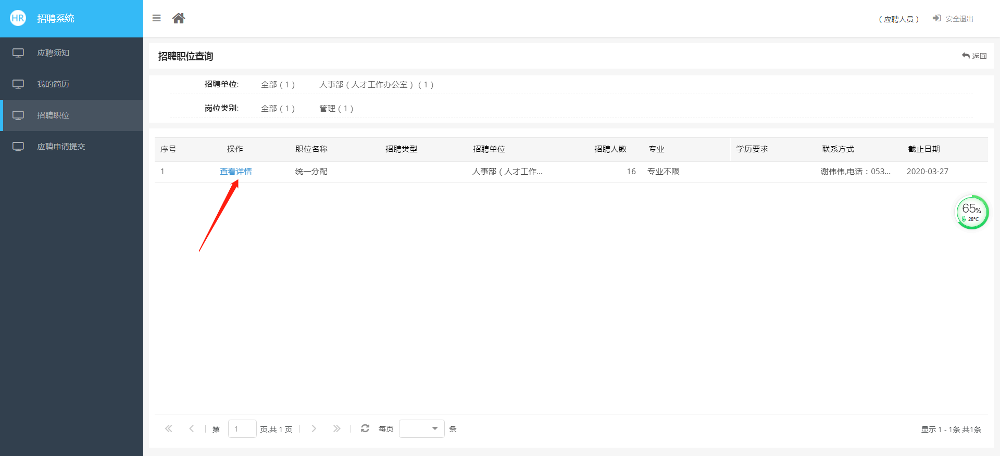 HR 招聘系统
（应聘人员） 安全退出
应聘须知
我的简历
招聘职位
应聘申请提交
招聘职位查询 返回
招聘单位: 全部（1） 人事部（人才工作办公室）（1）
岗位类别: 全部（1） 管理（1）
序号 操作 职位名称 招聘类型 招聘单位 招聘人数 专业 学历要求 联系方式 截止日期
1 查看详情 统一分配 人事部（人才工作... 16 专业不限 谢伟伟,电话：053... 2020-03-27
65%
28°C
第 1 页,共 1 页 每页 条 显示 1 - 1条 共1条